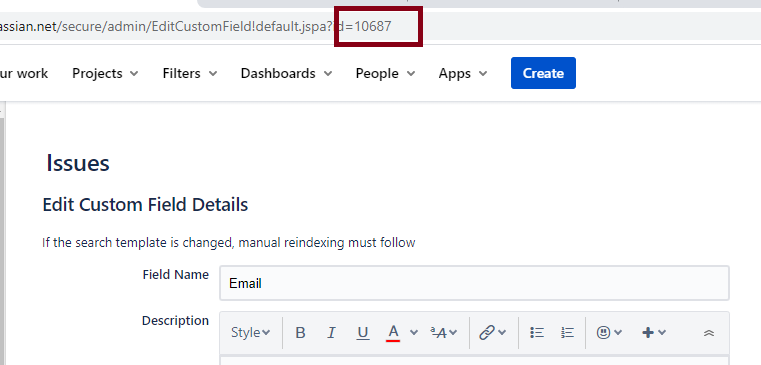 assian.net/secure/admin/EditCustomField!default.jspa?id=10687
ur work Projects Filters Dashboards People Apps Create
Issues
Edit Custom Field Details
If the search template is changed, manual reindexing must follow
Field Name Email
Description Style B I U A ªA